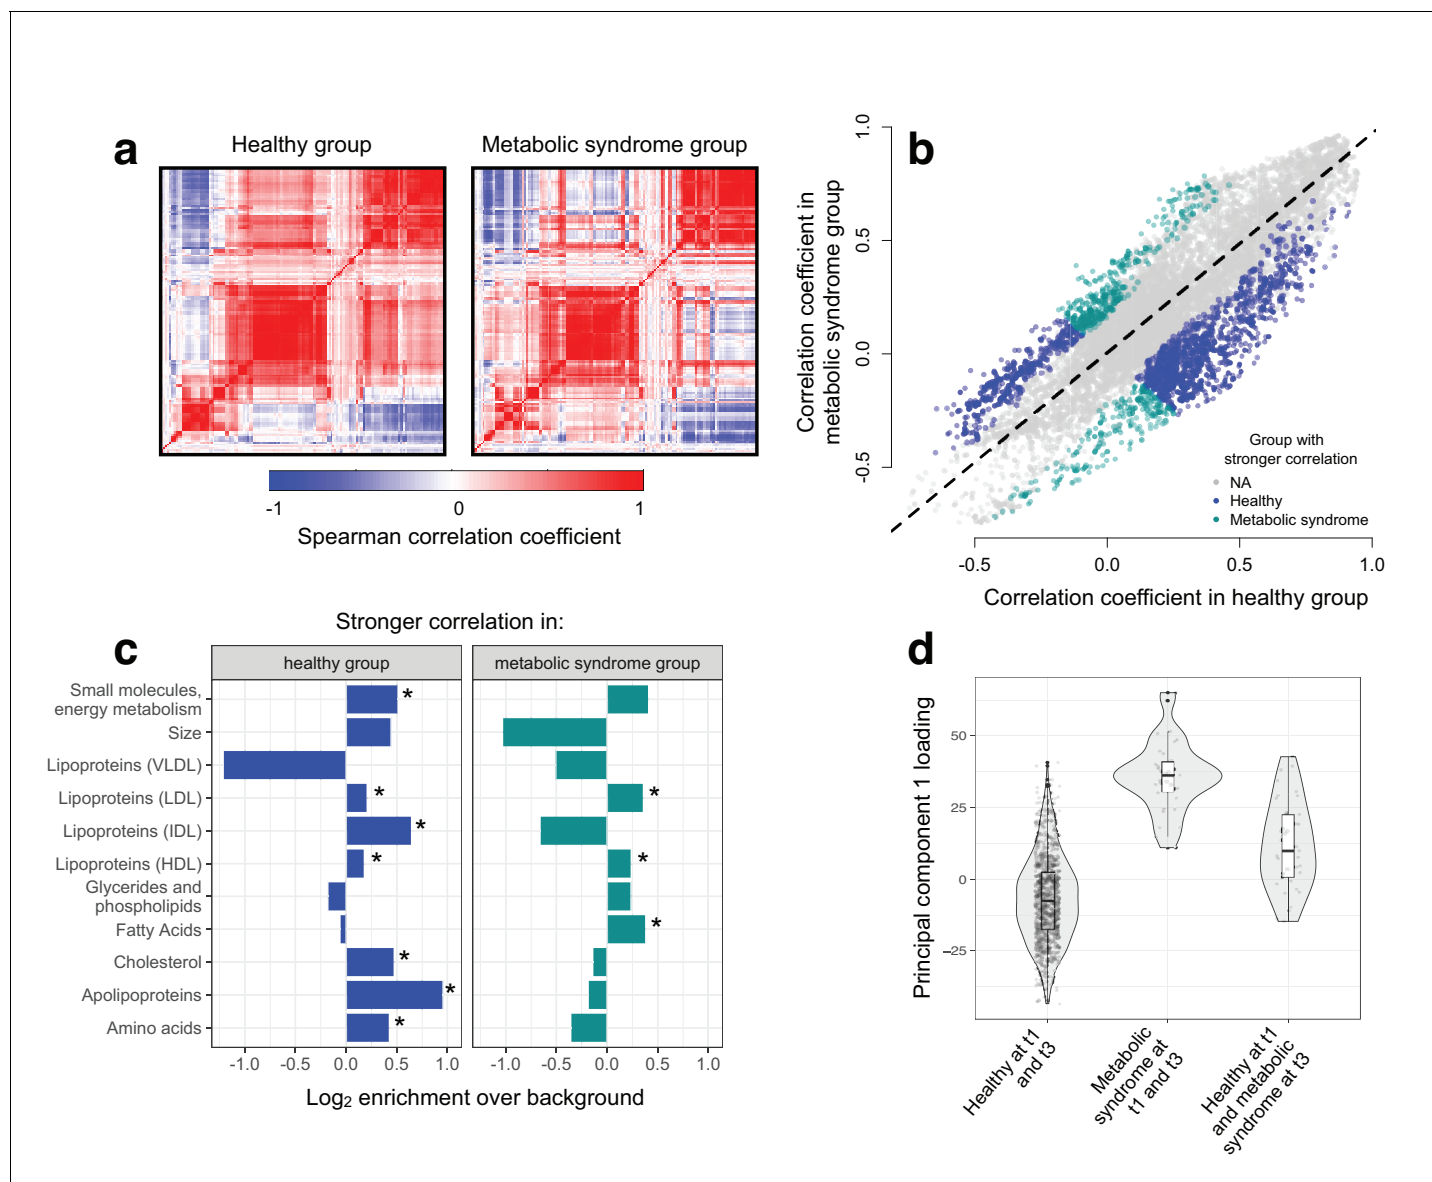 a
Healthy group
Metabolic syndrome group
-1
0
1
Spearman correlation coefficient
b
Correlation coefficient in
metabolic syndrome group
1.0
0.5
0.0
-0.5
Group with
stronger correlation
NA
Healthy
Metabolic syndrome
-0.5
0.0
0.5
1.0
Correlation coefficient in healthy group
c
Stronger correlation in:
healthy group
metabolic syndrome group
Small molecules,
energy metabolism
*
Size
Lipoproteins (VLDL)
Lipoproteins (LDL)
*
*
Lipoproteins (IDL)
*
Lipoproteins (HDL)
*
*
Glycerides and
phospholipids
Fatty Acids
*
Cholesterol
*
Apolipoproteins
*
Amino acids
*
-1.0
-0.5
0.0
0.5
1.0
-1.0
-0.5
0.0
0.5
1.0
Log2 enrichment over background
d
Principal component 1 loading
50
25
0
−25
Healthy at t1
and t3
Metabolic
syndrome at
t1 and t3
Healthy at t1
and metabolic
syndrome at t3